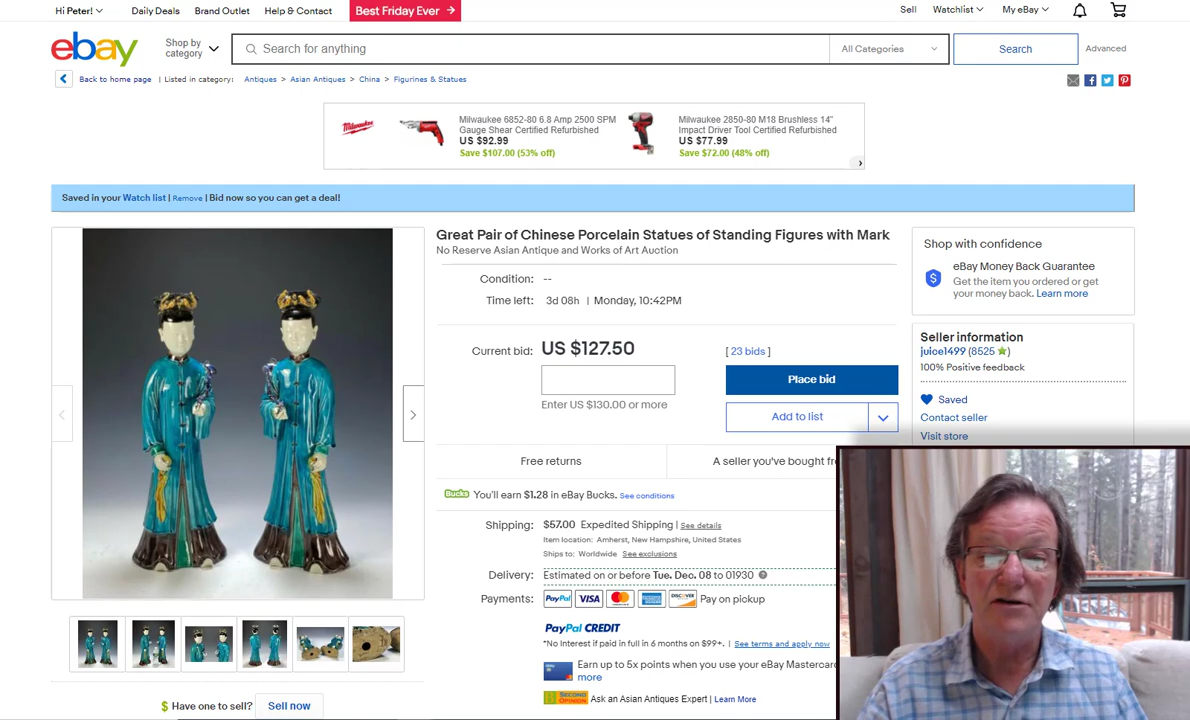 Hi Peter!
Daily Deals
Brand Outlet
Help & Contact
Best Friday Ever
Sell
Watchlist
My eBay
ebay
Shop by category
Search for anything
All Categories
Search
Advanced
Back to home page | Listed in category: Antiques > Asian Antiques > China > Figurines & Statues
Milwaukee
Milwaukee 6852-80 6.8 Amp 2500 SPM
Gauge Shear Certified Refurbished
US $92.99
Save $107.00 (53% off)
Milwaukee 2850-80 M18 Brushless 14"
Impact Driver Tool Certified Refurbished
US $77.99
Save $72.00 (48% off)
Saved in your Watch list | Remove | Bid now so you can get a deal!
Great Pair of Chinese Porcelain Statues of Standing Figures with Mark
No Reserve Asian Antique and Works of Art Auction
Condition: --
Time left: 3d 08h | Monday, 10:42PM
Current bid: US $127.50
[ 23 bids ]
Place bid
Enter US $130.00 or more
Add to list
Free returns
A seller you've bought fr
Bucks You'll earn $1.28 in eBay Bucks. See conditions
Shipping: $57.00 Expedited Shipping | See details
Item location: Amherst, New Hampshire, United States
Ships to: Worldwide See exclusions
Delivery: Estimated on or before Tue. Dec. 08 to 01930
Payments: PayPal VISA DISCOVER Pay on pickup
PayPal CREDIT
*No Interest if paid in full in 6 months on $99+. | See terms and apply now
Earn up to 5x points when you use your eBay Mastercar
more
SECOND OPINION Ask an Asian Antiques Expert | Learn More
Shop with confidence
eBay Money Back Guarantee
Get the item you ordered or get
your money back. Learn more
Seller information
juice1499 (8525 )
100% Positive feedback
Saved
Contact seller
Visit store
$ Have one to sell? Sell now